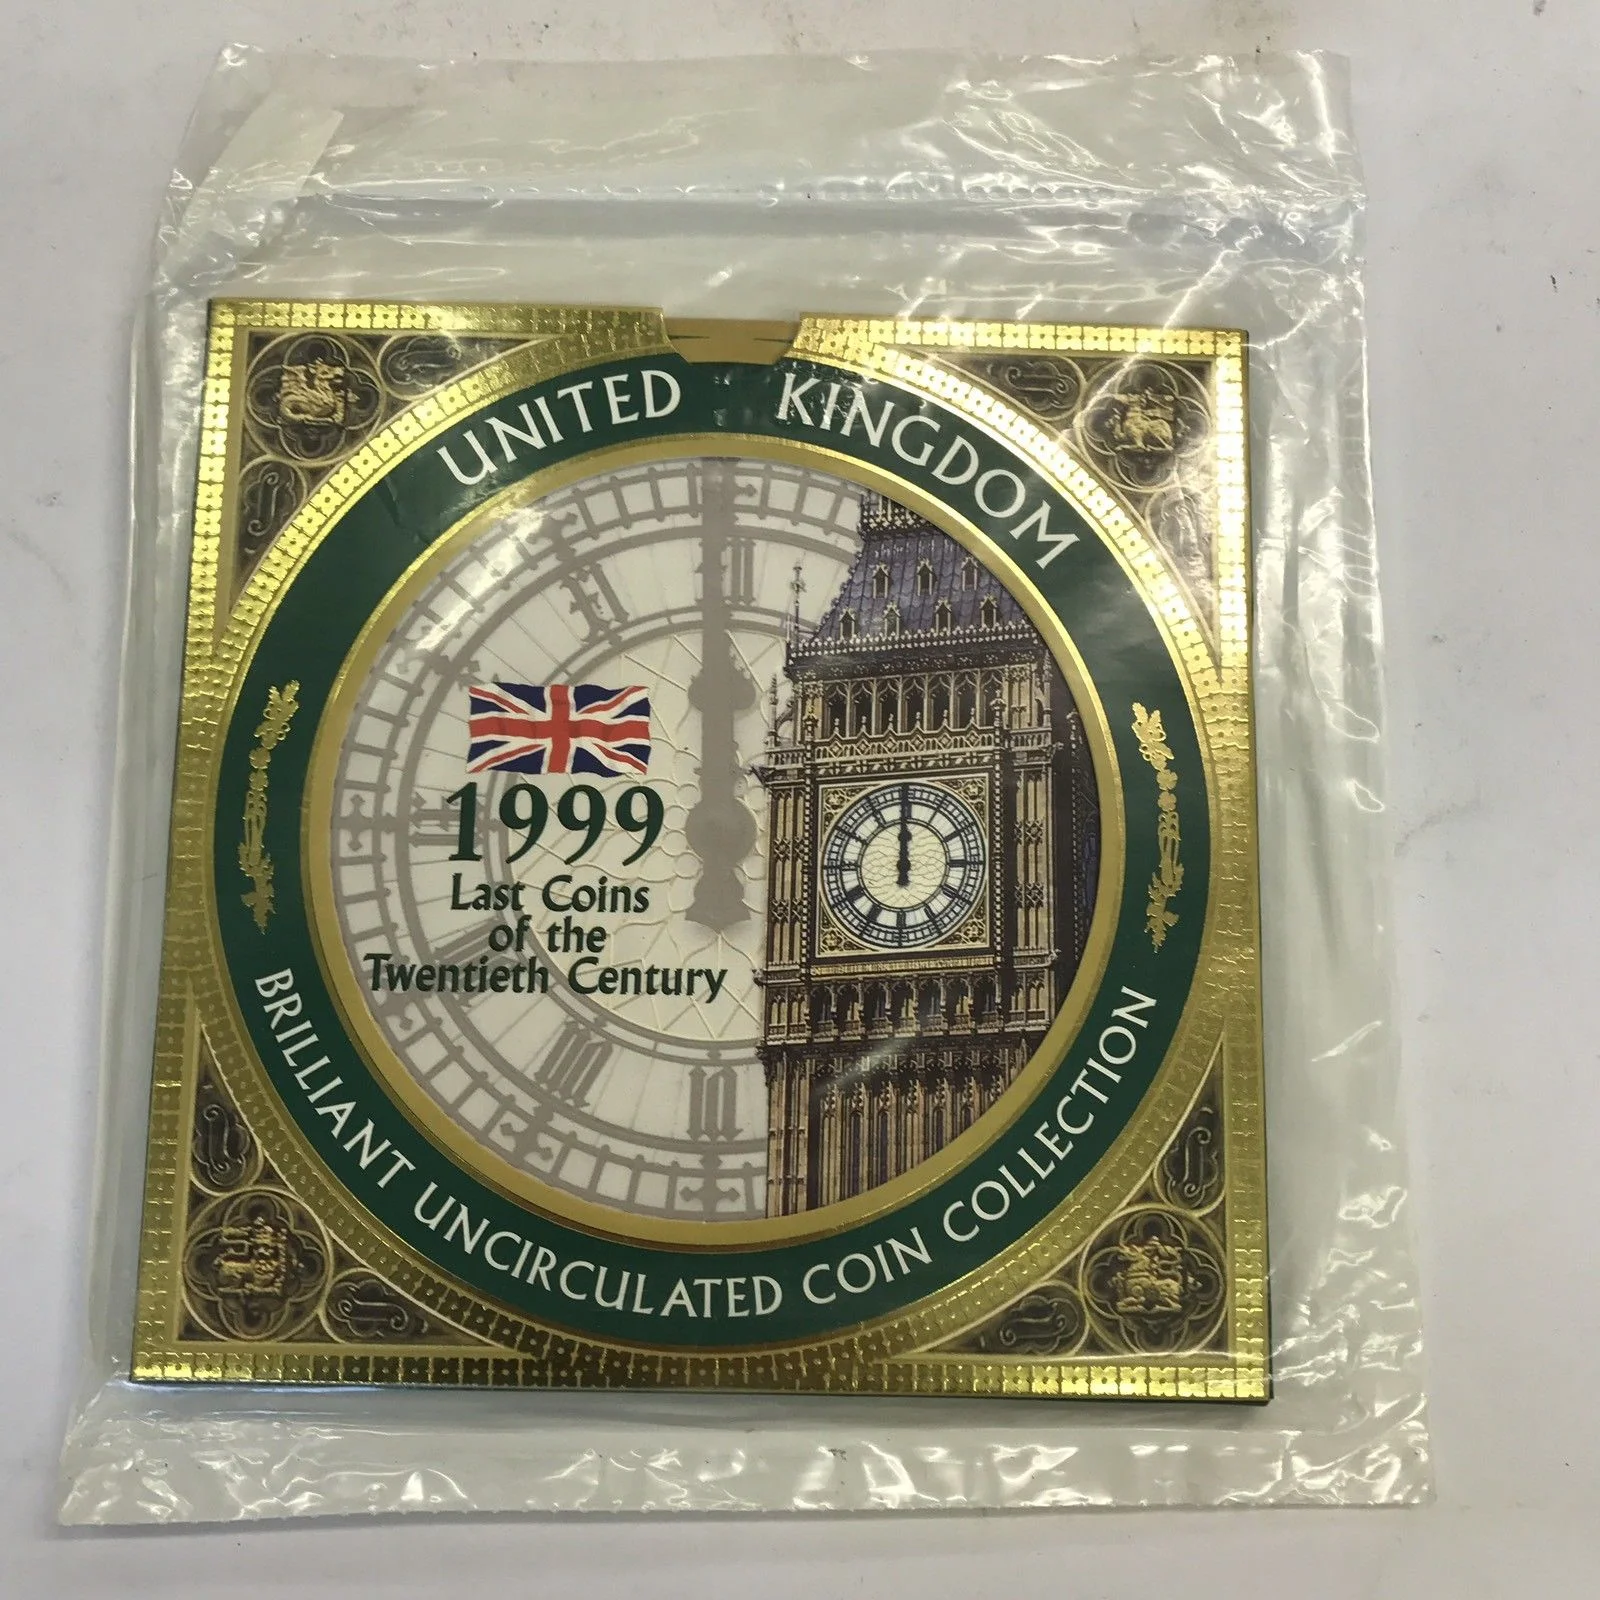 UNITED KINGDOM
1999
Last Coins
of the
Twentieth Century
BRILLIANT UNCIRCULATED COIN COLLECTION